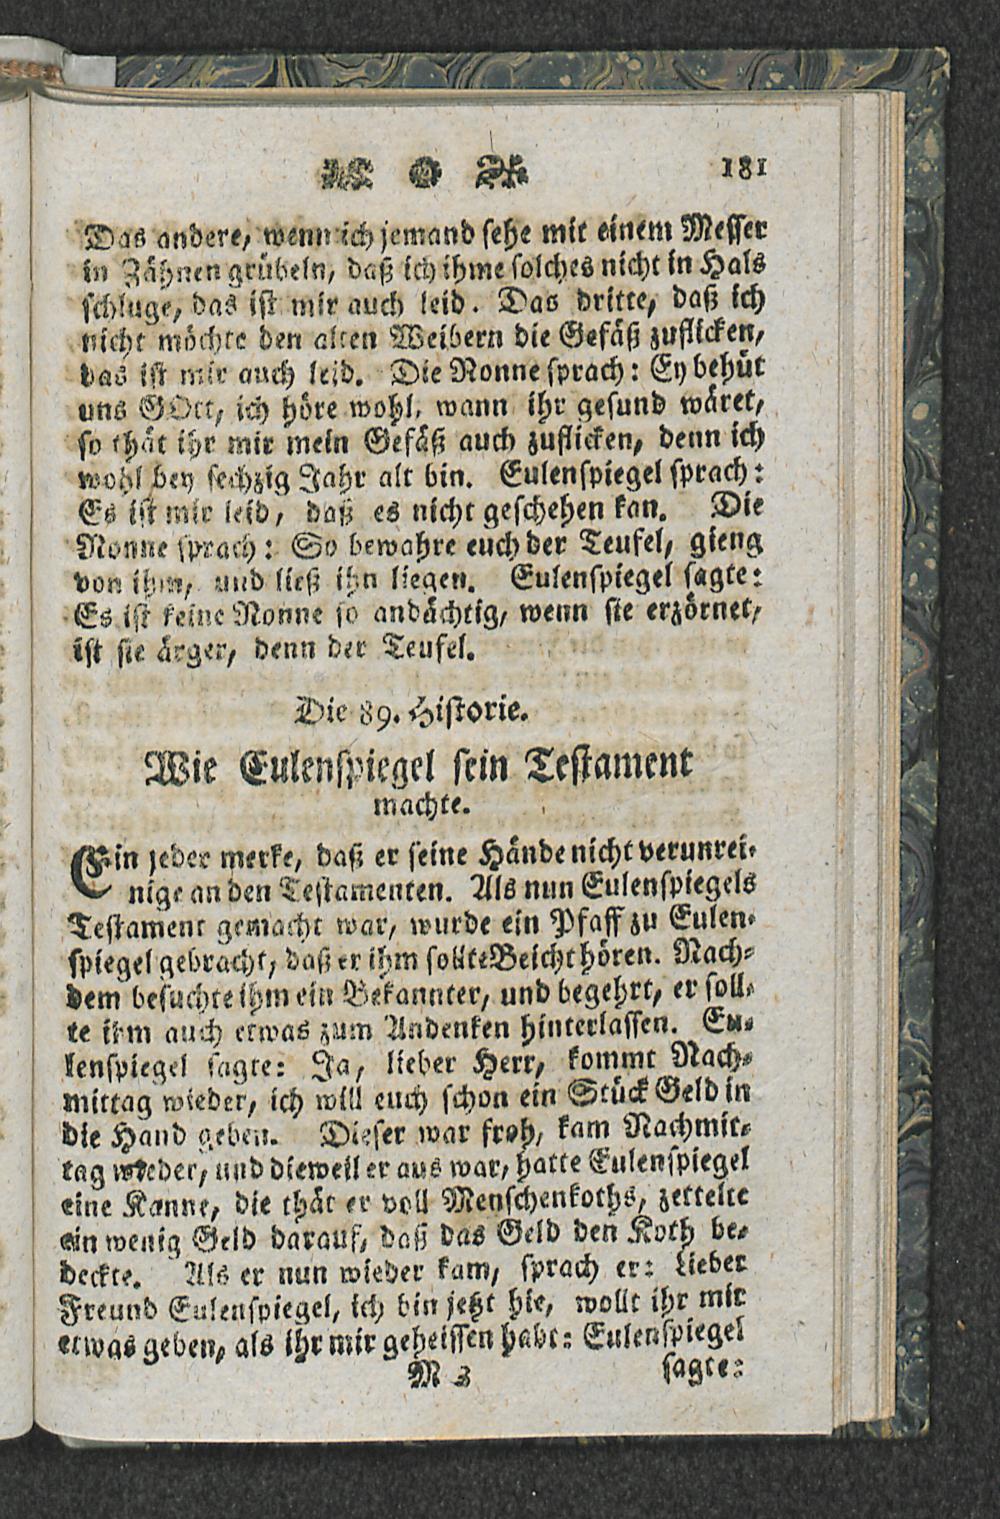 181
Das andere, wenn ich jemand sehe mit einem Messer
in Zähnen grübeln, daß ich ihme solches nicht in Hals
schluge, das ist mir auch leid. Das dritte, daß ich
nicht möchte den alten Weibern die Gefäß zuflicken,
das ist mir auch leid. Die Nonne sprach: Ey behüt
uns GOtt, ich höre wohl, wann ihr gesund wäret,
so thät ihr mir mein Gefäß auch zuflicken, denn ich
wohl bey sechzig Jahr alt bin. Eulenspiegel sprach:
Es ist mir leid, daß es nicht geschehen kan. Die
Nonne sprach: So bewahre euch der Teufel, gieng
von ihm, und ließ ihn liegen. Eulenspiegel sagte:
Es ist keine Nonne so andächtig, wenn sie erzörnet,
ist sie ärger, denn der Teufel.
Die 89. Historie.
Wie Eulenspiegel sein Testament
machte.
Ein jeder merke, daß er seine Hände nicht verunrei-
nige an den Testamenten. Als nun Eulenspiegels
Testament gemacht war, wurde ein Pfaff zu Eulen-
spiegel gebracht, daß er ihm sollte Beicht hören. Nach-
dem besuchte ihm ein Bekannter, und begehrt, er soll-
te ihm auch etwas zum Andenken hinterlassen. Eu-
lenspiegel sagte: Ja, lieber Herr, kommt Nach-
mittag wieder, ich will euch schon ein Stück Geld in
die Hand geben. Dieser war froh, kam Nachmit-
tag wieder, und dieweil er aus war, hatte Eulenspiegel
eine Kanne, die thät er voll Menschenkoths, zettelte
ein wenig Geld darauf, daß das Geld den Koth be-
deckte. Als er nun wieder kam, sprach er: Lieber
Freund Eulenspiegel, ich bin jetzt hie, wollt ihr mir
etwas geben, als ihr mir geheissen habt: Eulenspiegel
M 3 sagte: